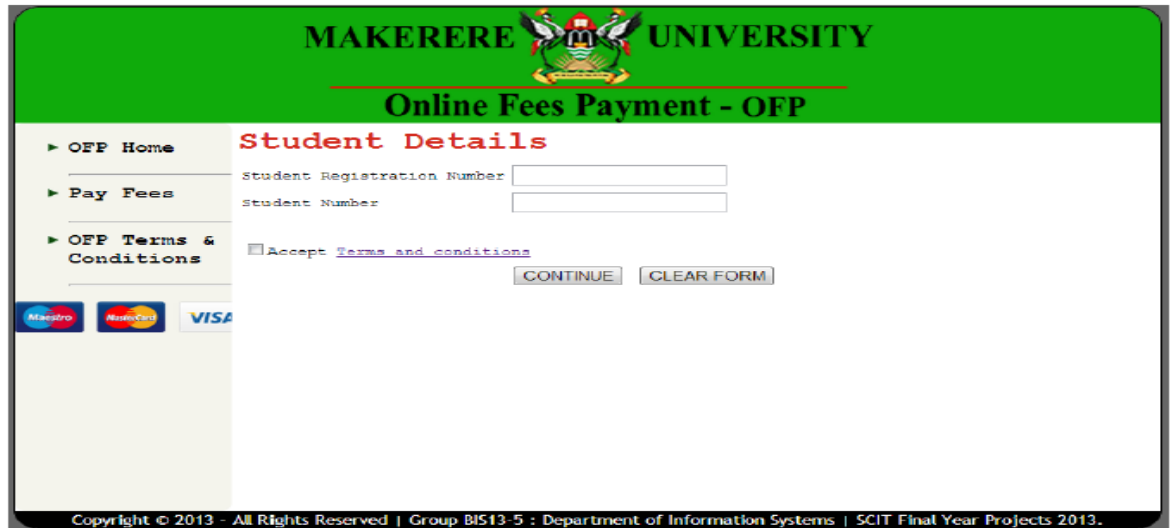 MAKERERE UNIVERSITY
Online Fees Payment - OFP
OFP Home
Pay Fees
OFP Terms &
Conditions
Maestro MasterCard VISA
Student Details
Student Registration Number
Student Number
Accept Terms and conditions
CONTINUE CLEAR FORM
Copyright © 2013 - All Rights Reserved | Group BIS13-5 : Department of Information Systems | SCIT Final Year Projects 2013.